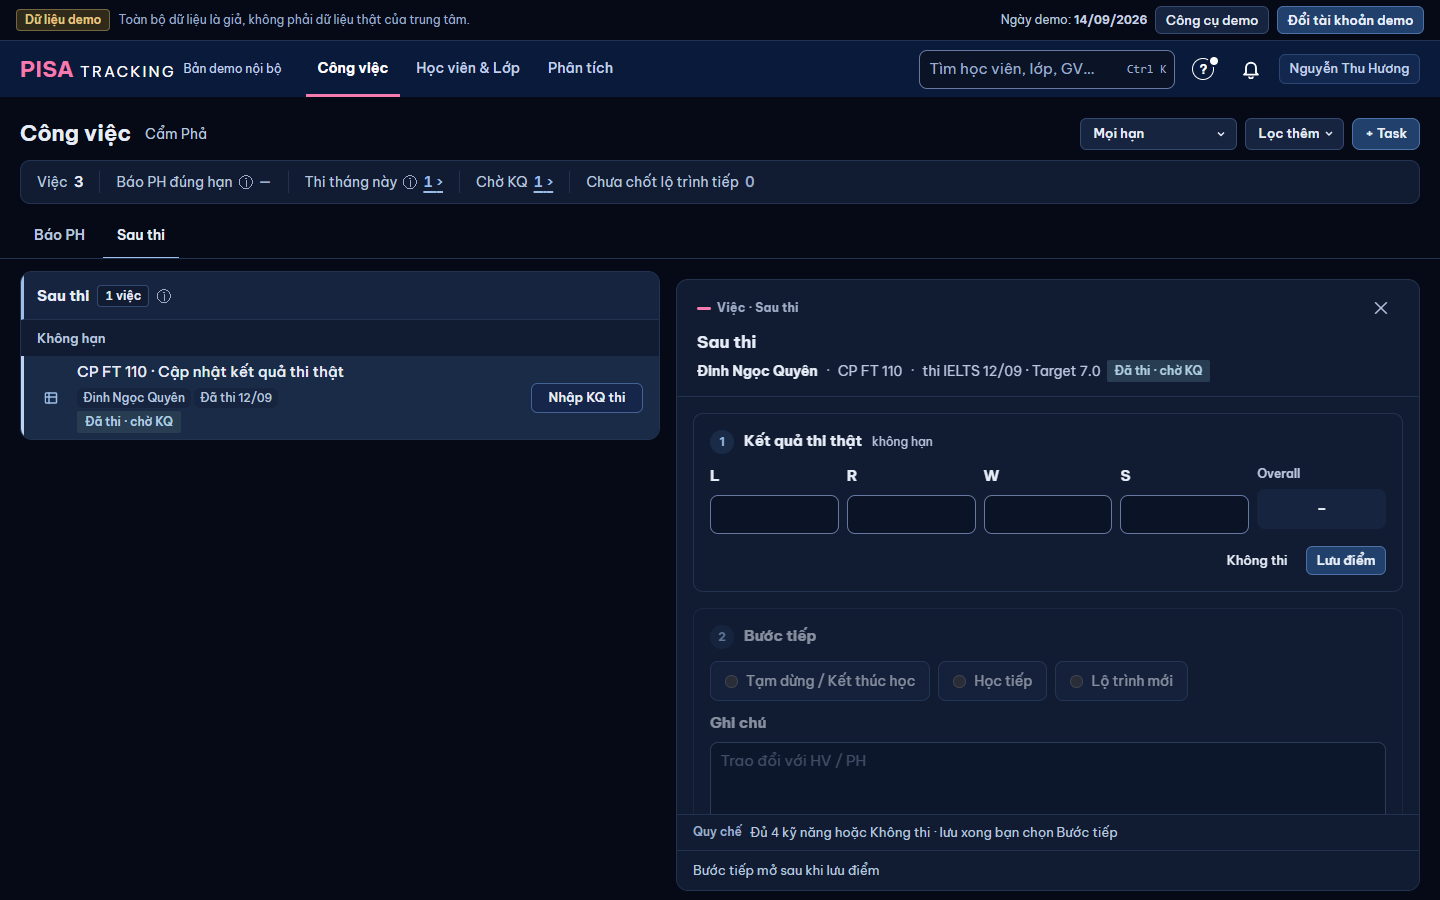 Dữ liệu demo Toàn bộ dữ liệu là giả, không phải dữ liệu thật của trung tâm. Ngày demo: 14/09/2026 Công cụ demo Đổi tài khoản demo
PISA TRACKING Bản demo nội bộ Công việc Học viên & Lớp Phân tích Tìm học viên, lớp, GV... Ctrl K ? Nguyễn Thu Hương
Công việc Cẩm Phả Mọi hạn Lọc thêm + Task
Việc 3 Báo PH đúng hạn ⓘ — Thi tháng này ⓘ 1 › Chờ KQ 1 › Chưa chốt lộ trình tiếp 0
Báo PH Sau thi
Sau thi 1 việc ⓘ
Không hạn
CP FT 110 · Cập nhật kết quả thi thật
Đinh Ngọc Quyên Đã thi 12/09
Đã thi · chờ KQ
Nhập KQ thi
Việc · Sau thi
Sau thi
Đinh Ngọc Quyên · CP FT 110 · thi IELTS 12/09 · Target 7.0 Đã thi · chờ KQ
1 Kết quả thi thật không hạn
L R W S Overall
–
Không thi Lưu điểm
2 Bước tiếp
Tạm dừng / Kết thúc học Học tiếp Lộ trình mới
Ghi chú
Trao đổi với HV / PH
Quy chế Đủ 4 kỹ năng hoặc Không thi · lưu xong bạn chọn Bước tiếp
Bước tiếp mở sau khi lưu điểm